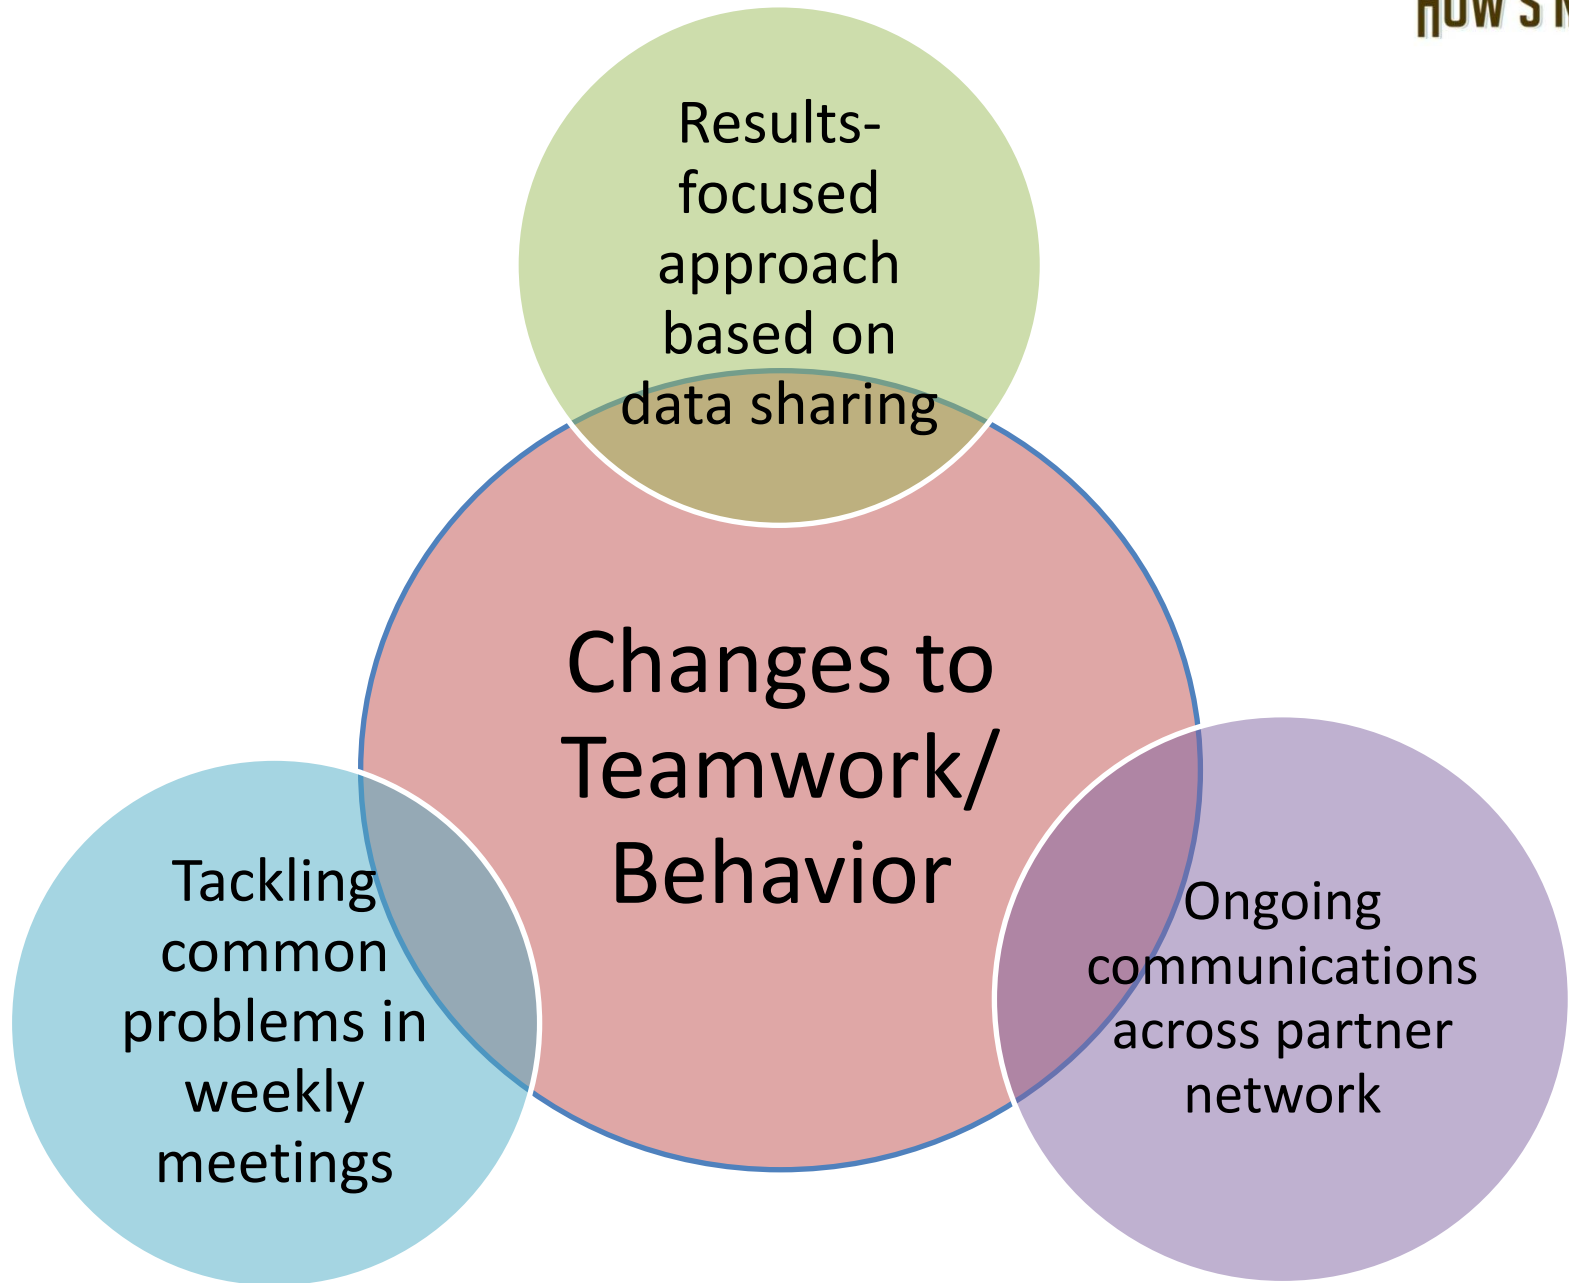 HOW'S
Results-
focused
approach
based on
data sharing
Changes to
Teamwork/
Behavior
Tackling
common
problems in
weekly
meetings
Ongoing
communications
across partner
network